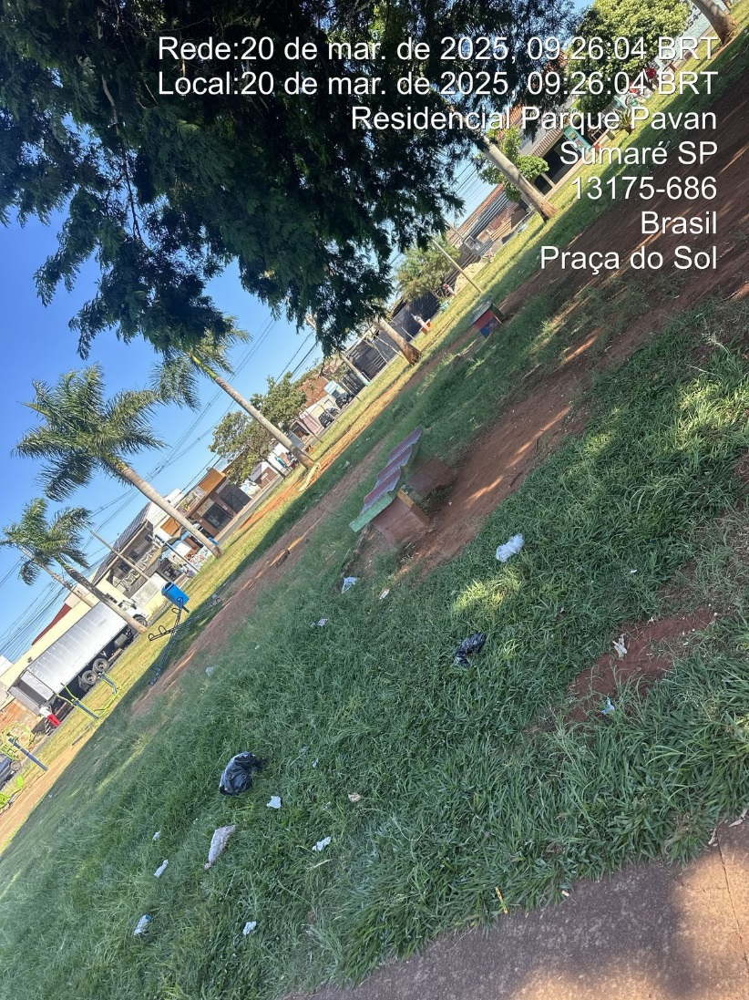 Rede:20 de mar. de 2025, 09:26:04 BRT
Local:20 de mar. de 2025, 09:26:04 BRT
Residencial Parque Pavan
Sumaré SP
13175-686
Brasil
Praça do Sol